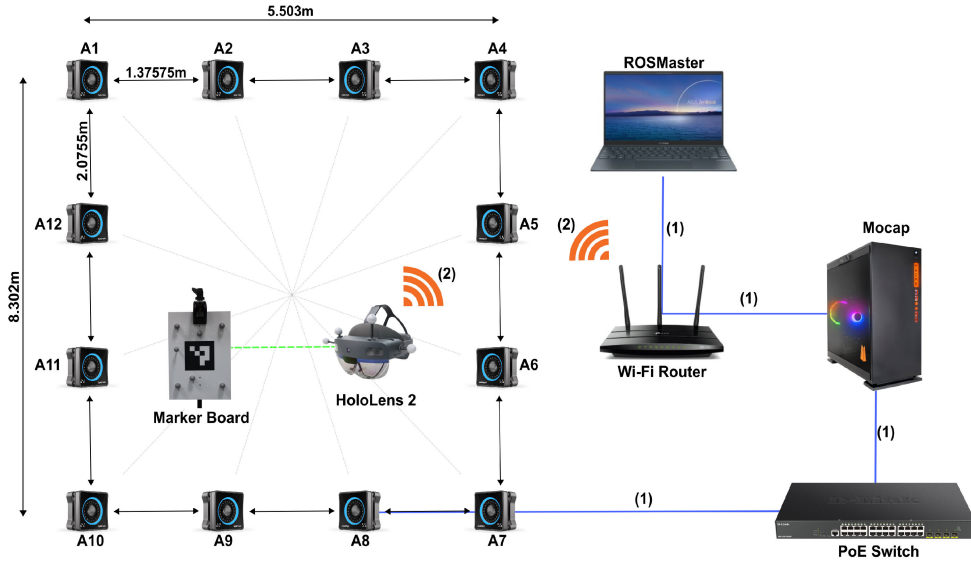 5.503m
A1
A2
A3
A4
1.37575m
ROSMaster
2.0755m
A12
A5
(2)
(1)
Mocap
(2)
(1)
8.302m
A11
A6
Wi-Fi Router
HoloLens 2
Marker Board
(1)
(1)
A10
A9
A8
A7
PoE Switch